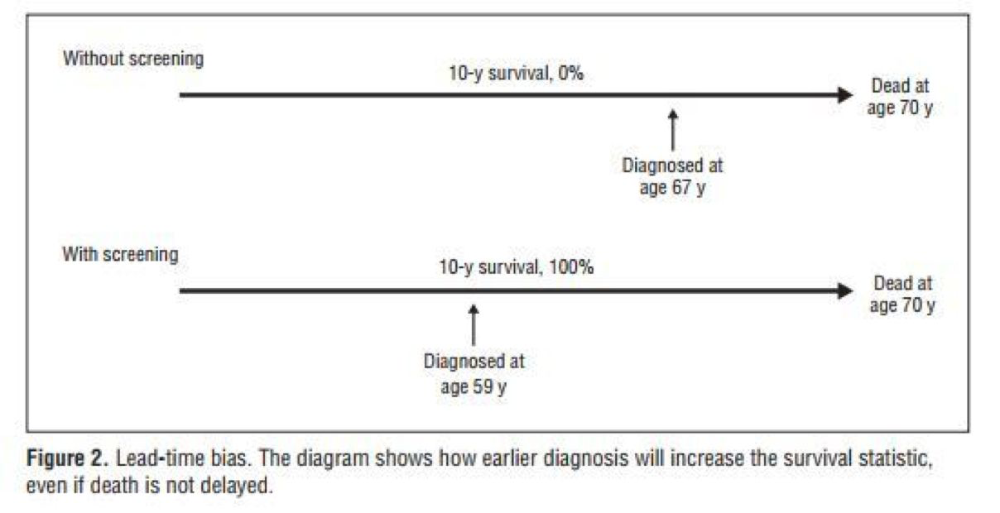 Without screening
10-y survival, 0%
Dead at
age 70 y
Diagnosed at
age 67 y
With screening
10-y survival, 100%
Dead at
age 70 y
Diagnosed at
age 59 y
Figure 2. Lead-time bias. The diagram shows how earlier diagnosis will increase the survival statistic,
even if death is not delayed.